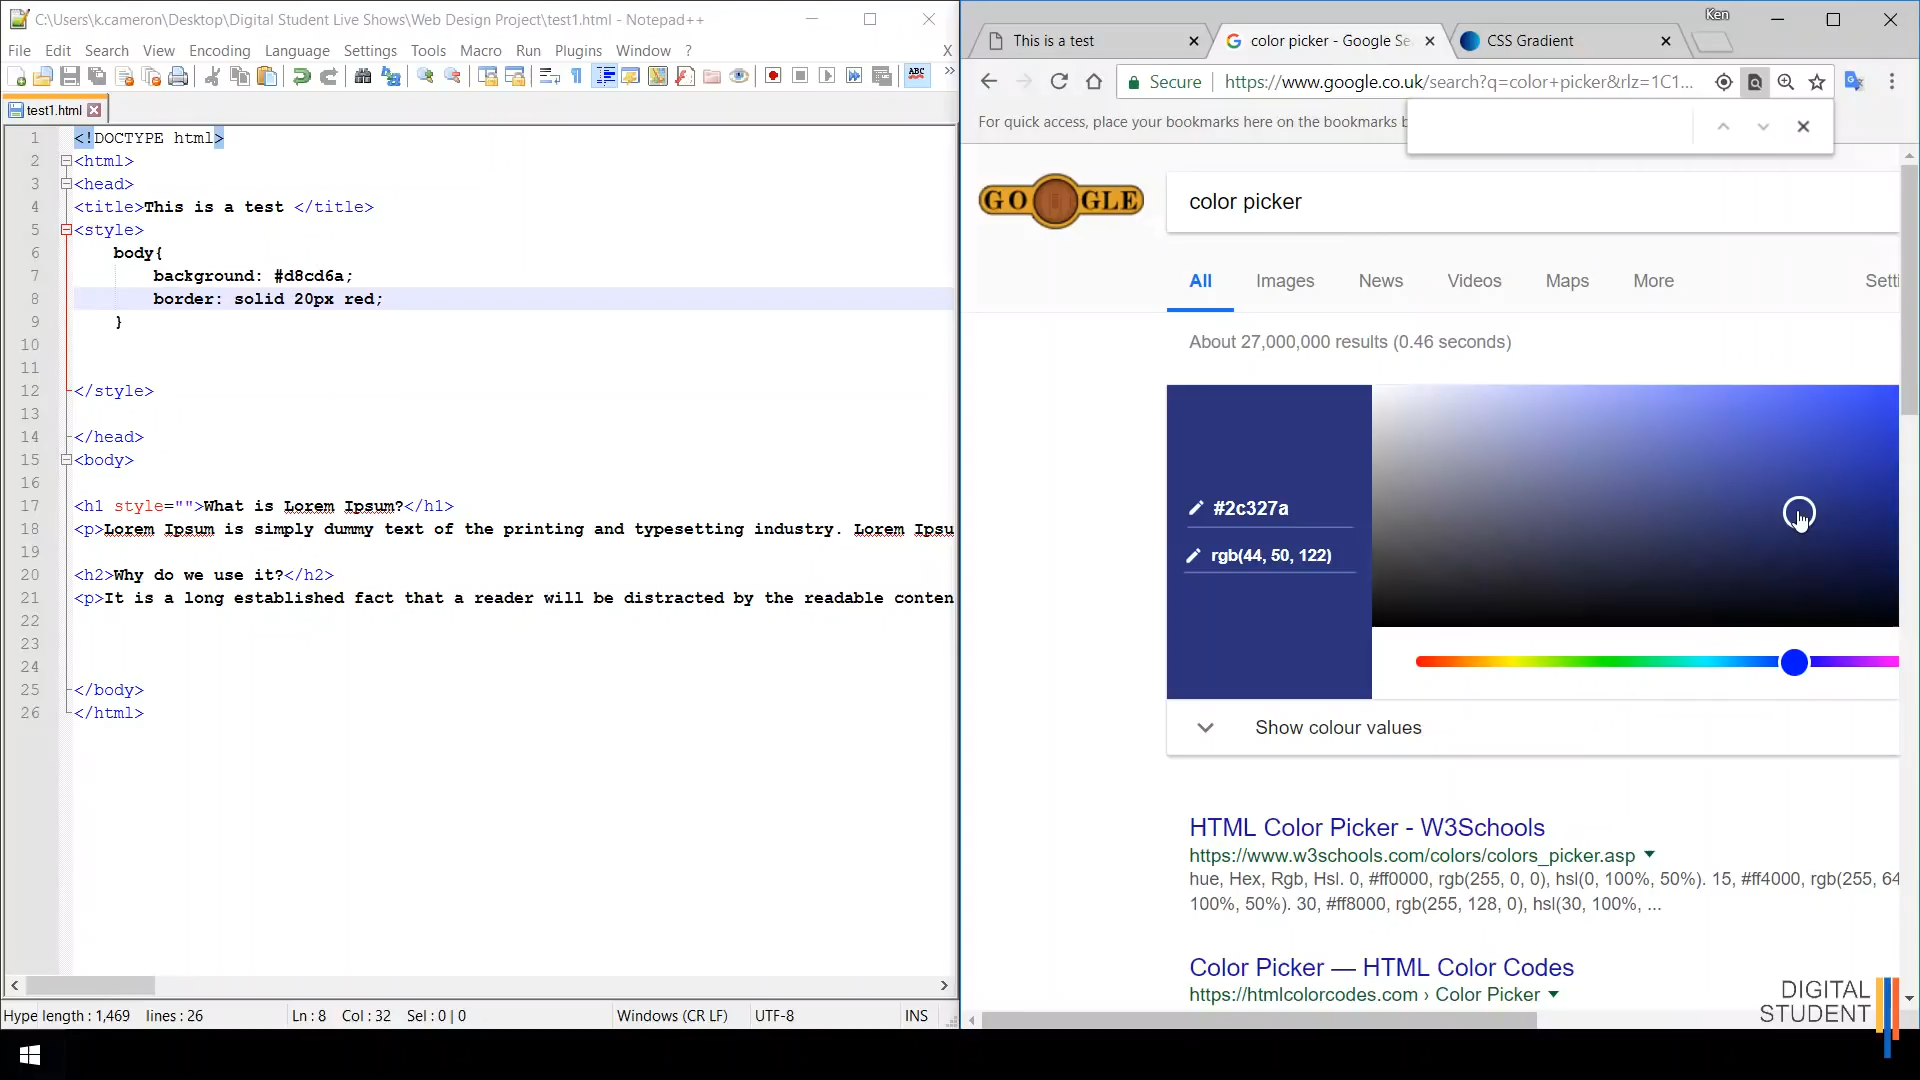 C:\Users\k.cameron\Desktop\Digital Student Live Shows\Web Design Project\test1.html - Notepad++
File Edit Search View Encoding Language Settings Tools Macro Run Plugins Window ? X
test1.html
1 <!DOCTYPE html>
2 <html>
3 <head>
4 <title>This is a test </title>
5 <style>
6 body{
7 background: #d8cd6a;
8 border: solid 20px red;
9 }
10
11
12 </style>
13
14 </head>
15 <body>
16
17 <h1 style="">What is Lorem Ipsum?</h1>
18 <p>Lorem Ipsum is simply dummy text of the printing and typesetting industry. Lorem Ipsu
19
20 <h2>Why do we use it?</h2>
21 <p>It is a long established fact that a reader will be distracted by the readable conten
22
23
24
25 </body>
26 </html>
Hype length : 1,469 lines : 26 Ln : 8 Col : 32 Sel : 0 | 0 Windows (CR LF) UTF-8 INS
Ken
This is a test
color picker - Google Se
CSS Gradient
Secure https://www.google.co.uk/search?q=color+picker&rlz=1C1...
For quick access, place your bookmarks here on the bookmarks b
GOOGLE
color picker
All Images News Videos Maps More Setti
About 27,000,000 results (0.46 seconds)
#2c327a
rgb(44, 50, 122)
Show colour values
HTML Color Picker - W3Schools
https://www.w3schools.com/colors/colors_picker.asp
hue, Hex, Rgb, Hsl. 0, #ff0000, rgb(255, 0, 0), hsl(0, 100%, 50%). 15, #ff4000, rgb(255, 64
100%, 50%). 30, #ff8000, rgb(255, 128, 0), hsl(30, 100%, ...
Color Picker — HTML Color Codes
https://htmlcolorcodes.com › Color Picker
DIGITAL
STUDENT